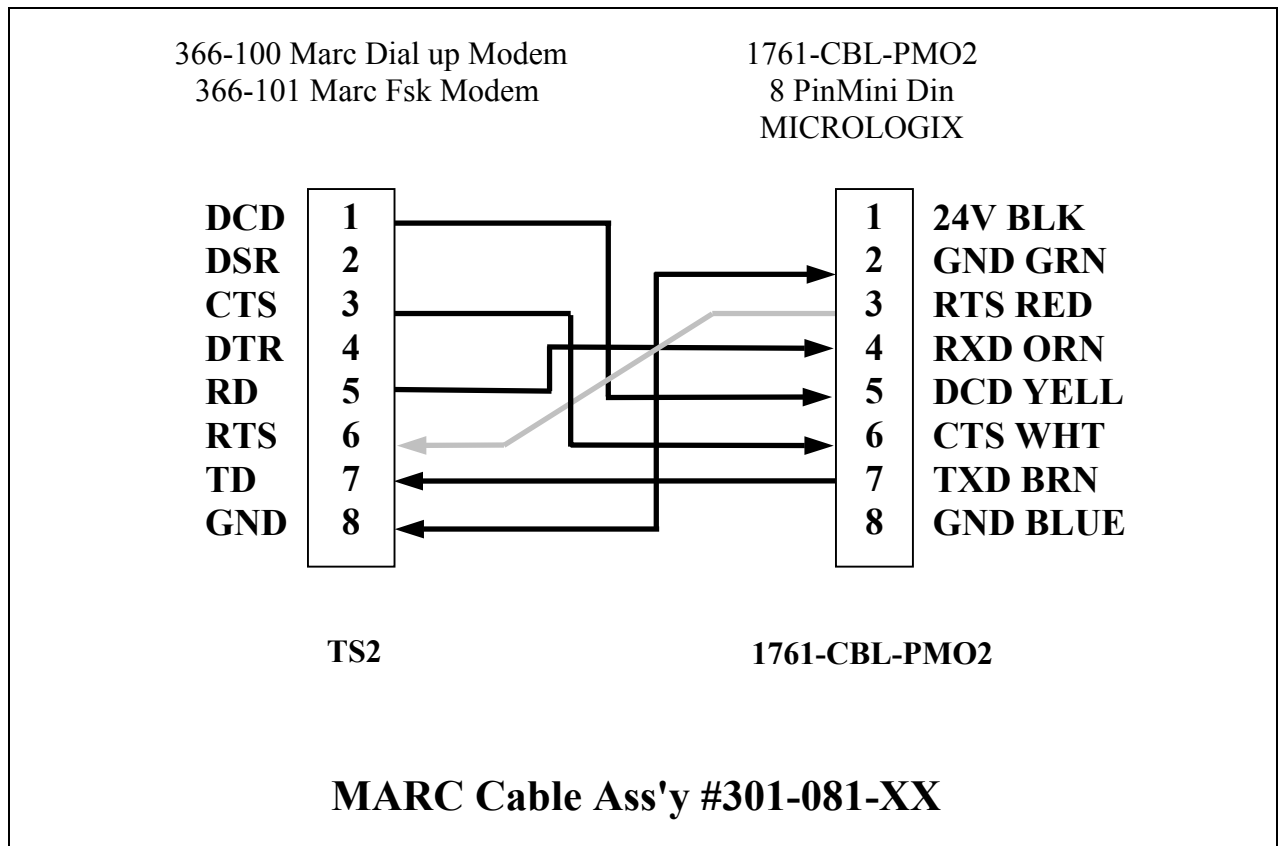 366-100 Marc Dial up Modem
366-101 Marc Fsk Modem
1761-CBL-PMO2
8 PinMini Din
MICROLOGIX
DCD 1
DSR 2
CTS 3
DTR 4
RD 5
RTS 6
TD 7
GND 8
1 24V BLK
2 GND GRN
3 RTS RED
4 RXD ORN
5 DCD YELL
6 CTS WHT
7 TXD BRN
8 GND BLUE
TS2
1761-CBL-PMO2
MARC Cable Ass'y #301-081-XX